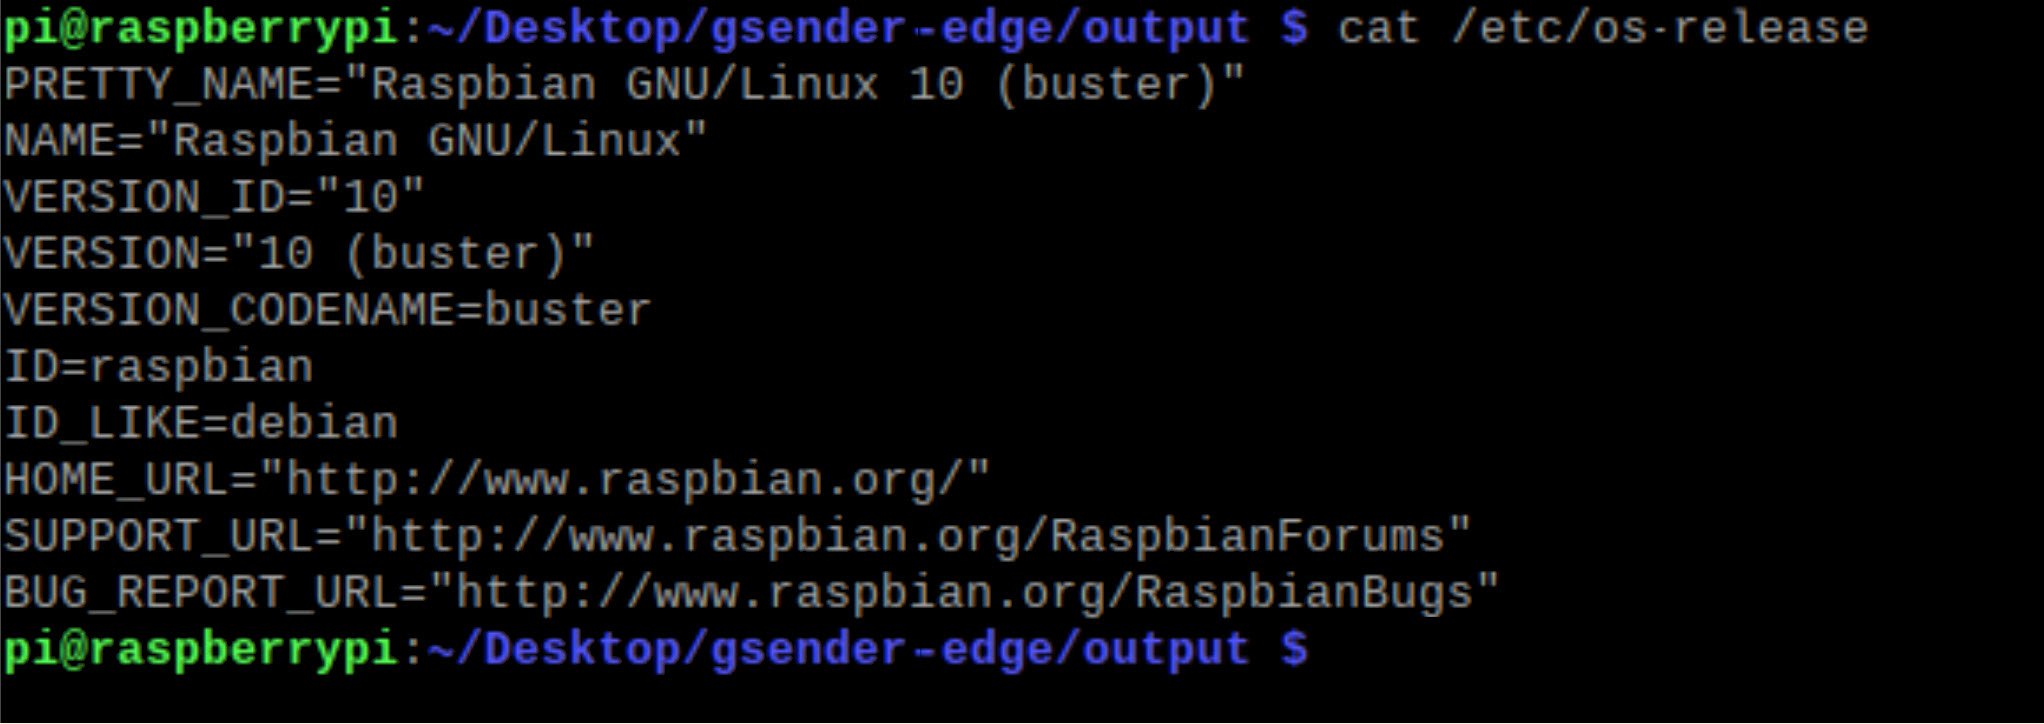 pi@raspberrypi:~/Desktop/gsender-edge/output $ cat /etc/os-release
PRETTY_NAME="Raspbian GNU/Linux 10 (buster)"
NAME="Raspbian GNU/Linux"
VERSION_ID="10"
VERSION="10 (buster)"
VERSION_CODENAME=buster
ID=raspbian
ID_LIKE=debian
HOME_URL="http://www.raspbian.org/"
SUPPORT_URL="http://www.raspbian.org/RaspbianForums"
BUG_REPORT_URL="http://www.raspbian.org/RaspbianBugs"
pi@raspberrypi:~/Desktop/gsender-edge/output $